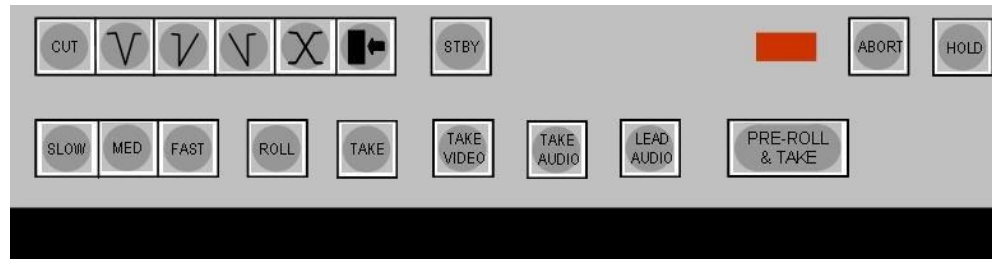 CUT
STBY
ABORT
HOLD
SLOW
MED
FAST
ROLL
TAKE
TAKE
VIDEO
TAKE
AUDIO
LEAD
AUDIO
PRE-ROLL
& TAKE